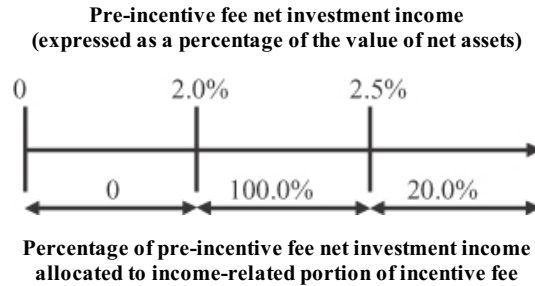 Pre-incentive fee net investment income
(expressed as a percentage of the value of net assets)
0 2.0% 2.5%
0 100.0% 20.0%
Percentage of pre-incentive fee net investment income
allocated to income-related portion of incentive fee